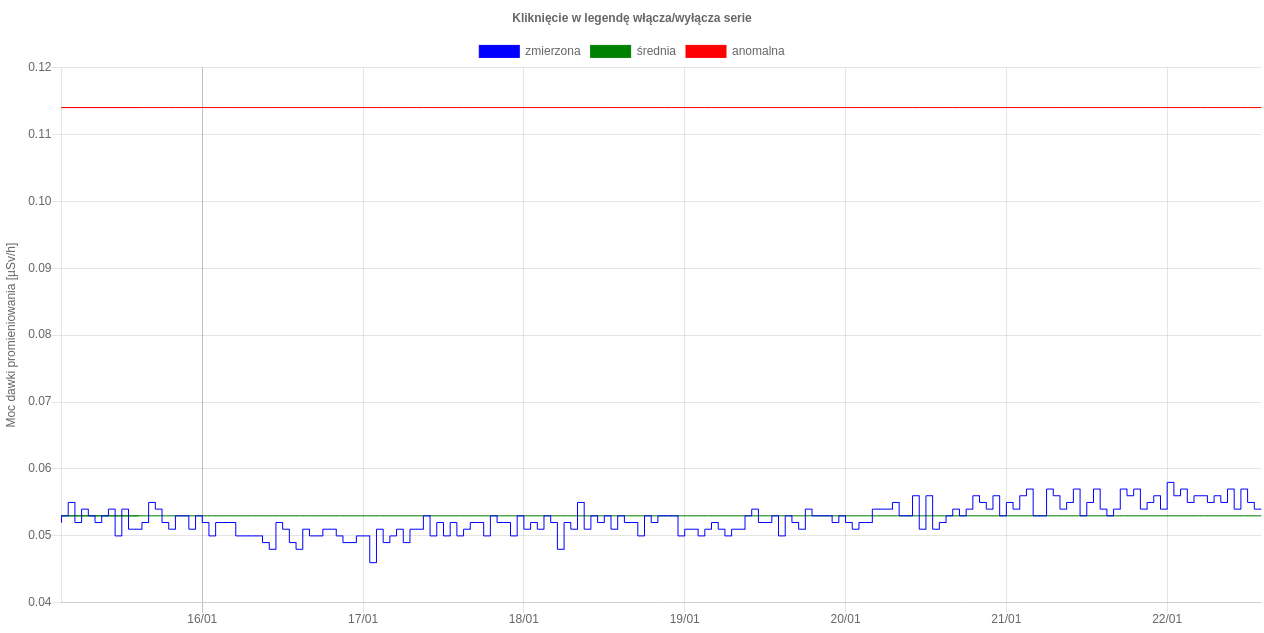 Kliknięcie w legendę włącza/wyłącza serie
zmierzona średnia anomalna
Moc dawki promieniowania [µSv/h]
0.12
0.11
0.10
0.09
0.08
0.07
0.06
0.05
0.04
16/01 17/01 18/01 19/01 20/01 21/01 22/01